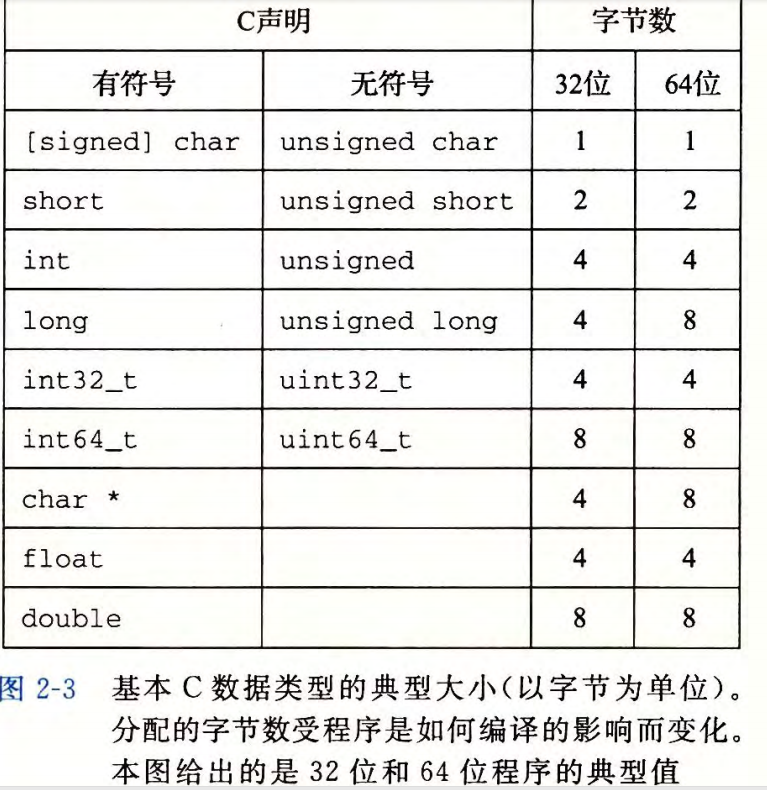 C声明 字节数
有符号 无符号 32位 64位
[signed] char unsigned char 1 1
short unsigned short 2 2
int unsigned 4 4
long unsigned long 4 8
int32_t uint32_t 4 4
int64_t uint64_t 8 8
char * 4 8
float 4 4
double 8 8
图 2-3 基本 C 数据类型的典型大小(以字节为单位)。
分配的字节数受程序是如何编译的影响而变化。
本图给出的是 32 位和 64 位程序的典型值